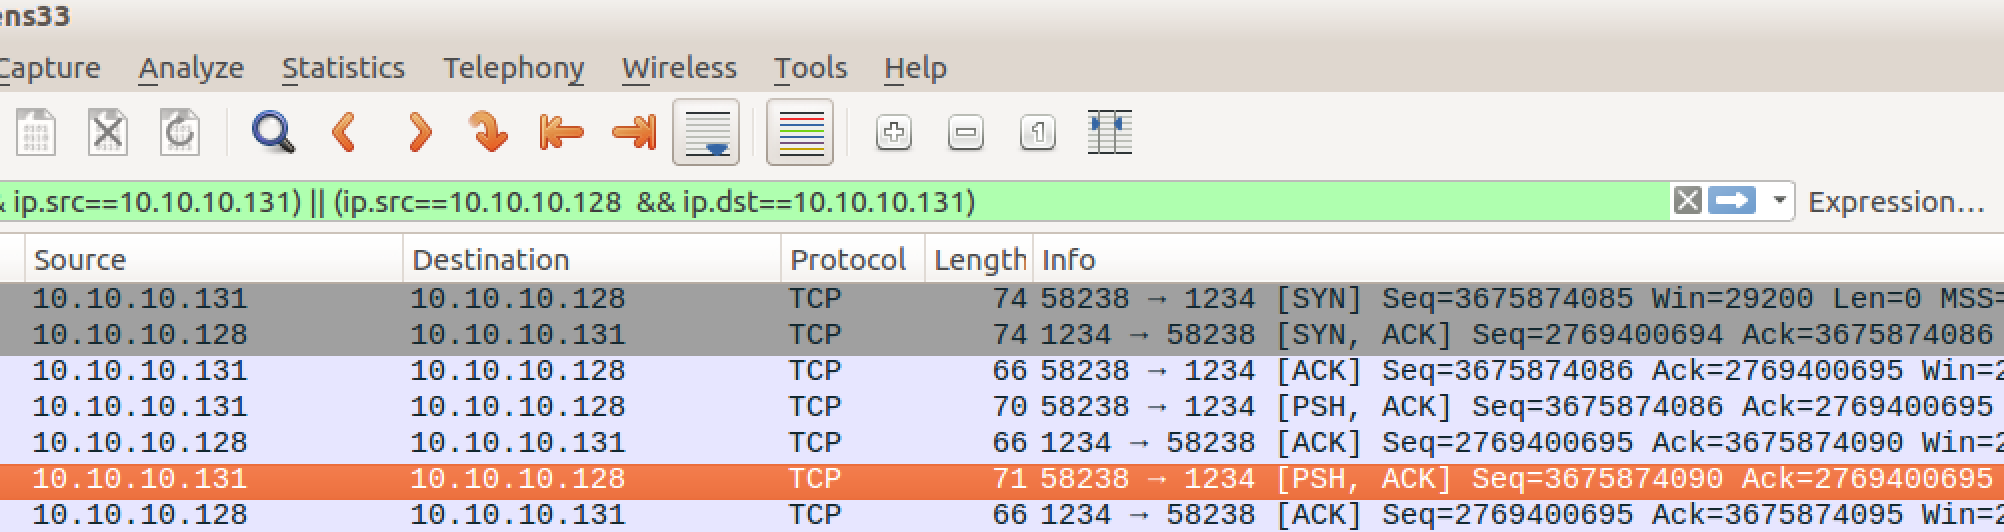 ens33
Capture Analyze Statistics Telephony Wireless Tools Help
& ip.src==10.10.10.131) || (ip.src==10.10.10.128 && ip.dst==10.10.10.131) Expression…
Source Destination Protocol Length Info
10.10.10.131 10.10.10.128 TCP 74 58238 → 1234 [SYN] Seq=3675874085 Win=29200 Len=0 MSS=
10.10.10.128 10.10.10.131 TCP 74 1234 → 58238 [SYN, ACK] Seq=2769400694 Ack=3675874086
10.10.10.131 10.10.10.128 TCP 66 58238 → 1234 [ACK] Seq=3675874086 Ack=2769400695 Win=2
10.10.10.131 10.10.10.128 TCP 70 58238 → 1234 [PSH, ACK] Seq=3675874086 Ack=2769400695
10.10.10.128 10.10.10.131 TCP 66 1234 → 58238 [ACK] Seq=2769400695 Ack=3675874090 Win=2
10.10.10.131 10.10.10.128 TCP 71 58238 → 1234 [PSH, ACK] Seq=3675874090 Ack=2769400695
10.10.10.128 10.10.10.131 TCP 66 1234 → 58238 [ACK] Seq=2769400695 Ack=3675874095 Win=2